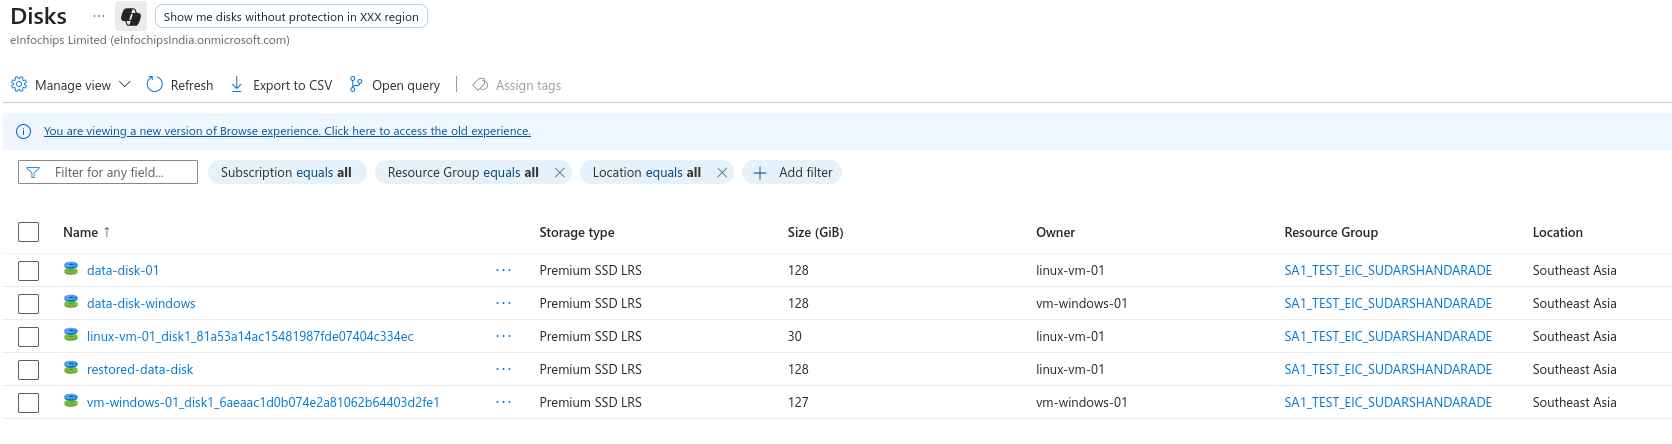 Disks ... Show me disks without protection in XXX region
eInfochips Limited (eInfochipsIndia.onmicrosoft.com)
Manage view Refresh Export to CSV Open query Assign tags
You are viewing a new version of Browse experience. Click here to access the old experience.
Filter for any field... Subscription equals all Resource Group equals all Location equals all Add filter
Name ↑ Storage type Size (GiB) Owner Resource Group Location
data-disk-01 ... Premium SSD LRS 128 linux-vm-01 SA1_TEST_EIC_SUDARSHANDARADE Southeast Asia
data-disk-windows ... Premium SSD LRS 128 vm-windows-01 SA1_TEST_EIC_SUDARSHANDARADE Southeast Asia
linux-vm-01_disk1_81a53a14ac15481987fde07404c334ec ... Premium SSD LRS 30 linux-vm-01 SA1_TEST_EIC_SUDARSHANDARADE Southeast Asia
restored-data-disk ... Premium SSD LRS 128 linux-vm-01 SA1_TEST_EIC_SUDARSHANDARADE Southeast Asia
vm-windows-01_disk1_6aeaac1d0b074e2a81062b64403d2fe1 ... Premium SSD LRS 127 vm-windows-01 SA1_TEST_EIC_SUDARSHANDARADE Southeast Asia